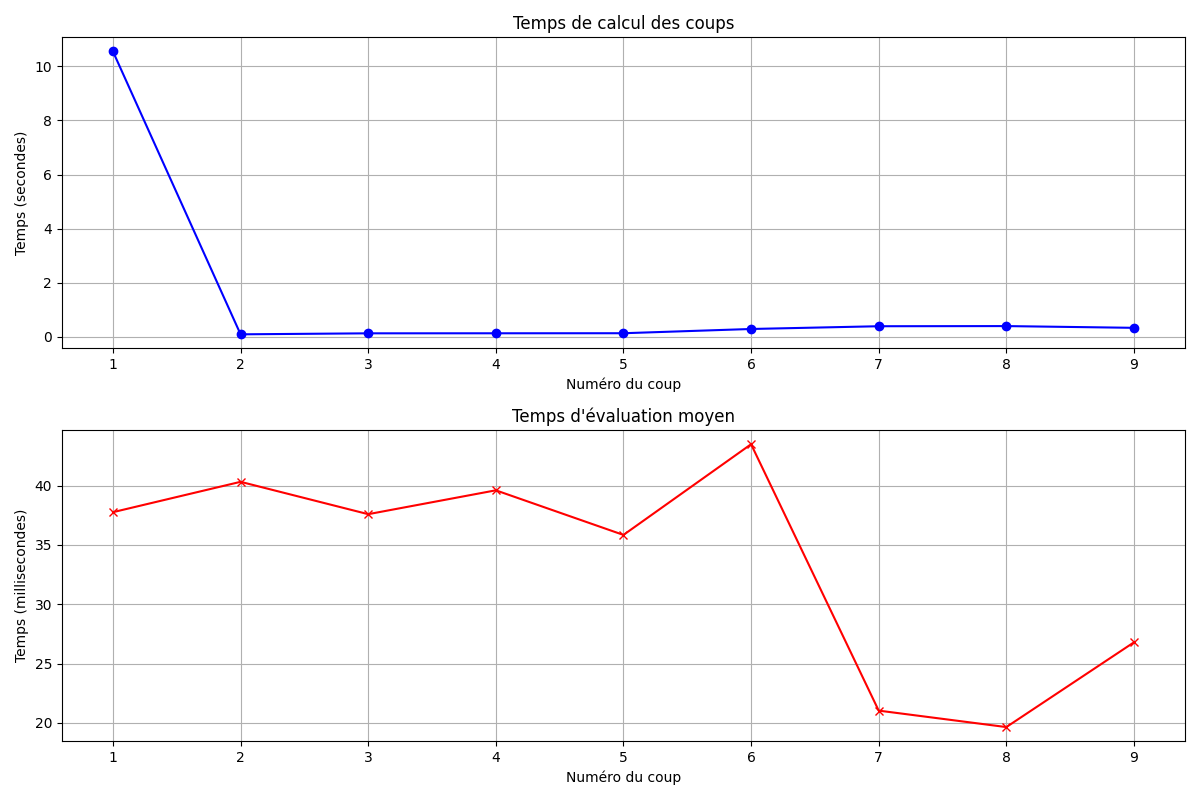 Temps de calcul des coups
Temps (secondes)
10
8
6
4
2
0
1 2 3 4 5 6 7 8 9
Numéro du coup
Temps d'évaluation moyen
Temps (millisecondes)
40
35
30
25
20
1 2 3 4 5 6 7 8 9
Numéro du coup